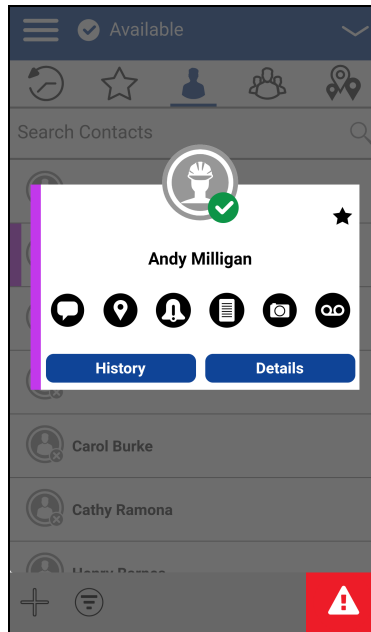 Available
Search Contacts
Andy Milligan
History
Details
Carol Burke
Cathy Ramona